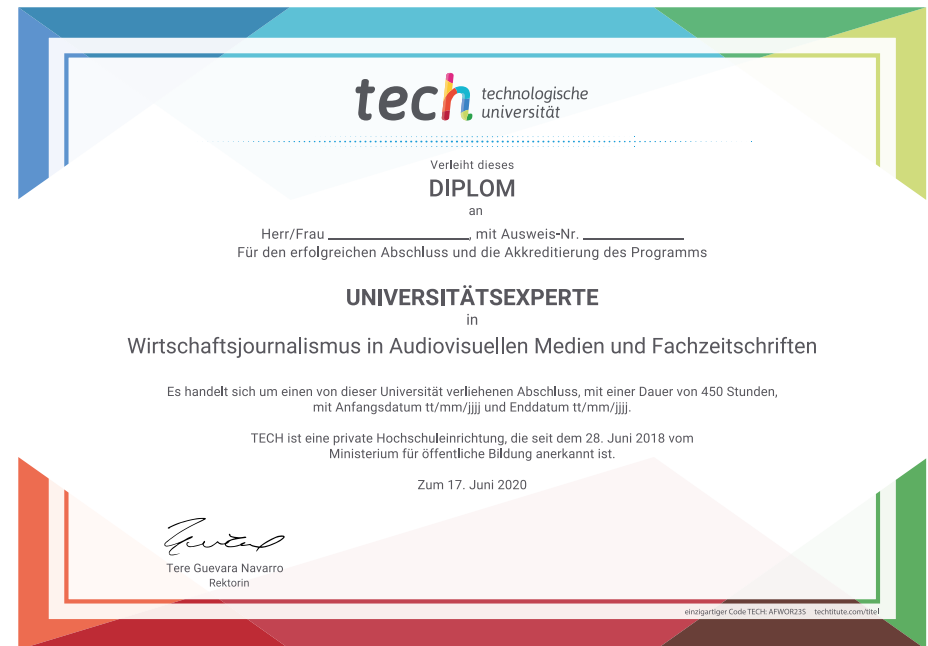 tech technologische
universität
Verleiht dieses
DIPLOM
an
Herr/Frau ____________________, mit Ausweis-Nr. ______________
Für den erfolgreichen Abschluss und die Akkreditierung des Programms
UNIVERSITÄTSEXPERTE
in
Wirtschaftsjournalismus in Audiovisuellen Medien und Fachzeitschriften
Es handelt sich um einen von dieser Universität verliehenen Abschluss, mit einer Dauer von 450 Stunden,
mit Anfangsdatum tt/mm/jjjj und Enddatum tt/mm/jjjj.
TECH ist eine private Hochschuleinrichtung, die seit dem 28. Juni 2018 vom
Ministerium für öffentliche Bildung anerkannt ist.
Zum 17. Juni 2020
Tere Guevara Navarro
Rektorin
einzigartiger Code TECH: AFWOR23S techtitute.com/titel